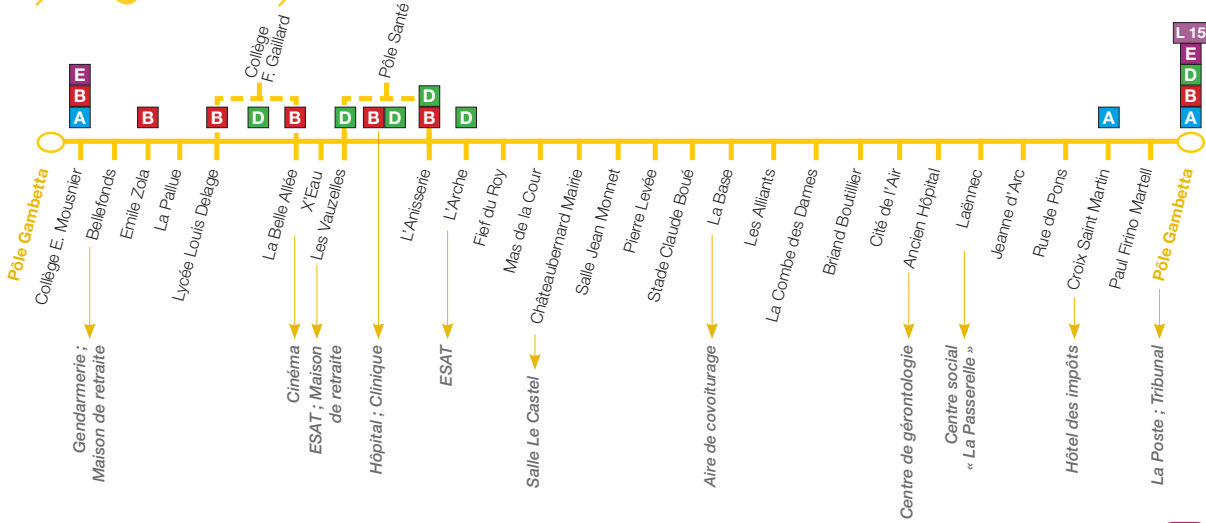 Collège
F. Gaillard
Pôle Santé
L 15
E
D
B
A
E
B
A
B
B
D
B
D
B
D
D
B
D
A
Pôle Gambetta
Collège E. Mousnier
Bellefonds
Emile Zola
La Pallue
Lycée Louis Delage
La Belle Allée
X'Eau
Les Vauzelles
L'Anisserie
L'Arche
Fief du Roy
Mas de la Cour
Châteaubernard Mairie
Salle Jean Monnet
Pierre Levée
Stade Claude Boué
La Base
Les Alliants
La Combe des Dames
Briand Boutillier
Cité de l'Air
Ancien Hôpital
Laënnec
Jeanne d'Arc
Rue de Pons
Croix Saint Martin
Paul Firino Martell
Pôle Gambetta
Gendarmerie ;
Maison de retraite
Cinéma
ESAT ; Maison
de retraite
Hôpital ; Clinique
ESAT
Salle Le Castel
Aire de covoiturage
Centre de gérontologie
Centre social
« La Passerelle »
Hôtel des impôts
La Poste ; Tribunal